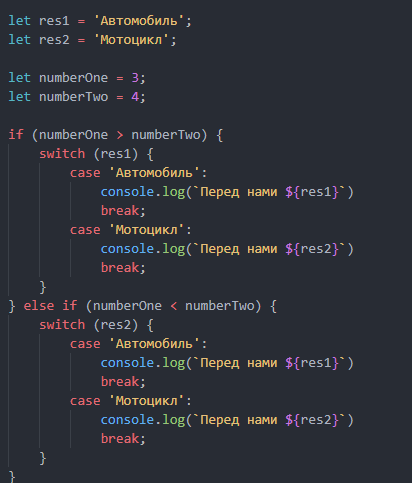 let res1 = 'Автомобиль';
let res2 = 'Мотоцикл';

let numberOne = 3;
let numberTwo = 4;

if (numberOne > numberTwo) {
    switch (res1) {
        case 'Автомобиль':
            console.log(`Перед нами ${res1}`)
            break;
        case 'Мотоцикл':
            console.log(`Перед нами ${res2}`)
            break;
    }
} else if (numberOne < numberTwo) {
    switch (res2) {
        case 'Автомобиль':
            console.log(`Перед нами ${res1}`)
            break;
        case 'Мотоцикл':
            console.log(`Перед нами ${res2}`)
            break;
    }
}